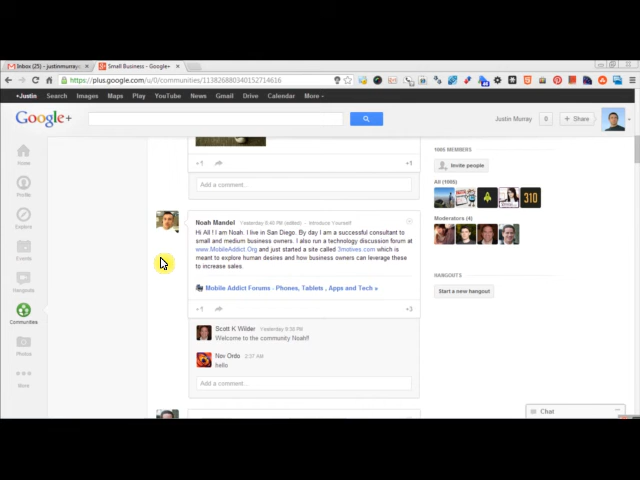 Inbox (25) - justinmurray
Small Business - Google+
https://plus.google.com/u/0/communities/113826880340152714616
+Justin Search Images Maps Play YouTube News Gmail Drive Calendar More
Google+
Justin Murray
0
+ Share
Home
Profile
Explore
Events
Hangouts
Communities
Photos
More
+1
+1
Add a comment...
Noah Mandel Yesterday 8:40 PM (edited) - Introduce Yourself
Hi All ! I am Noah. I live in San Diego. By day I am a successful consultant to
small and medium business owners. I also run a technology discussion forum at
www.MobileAddict.Org and just started a site called 3motives.com which is
meant to explore human desires and how business owners can leverage these
to increase sales.
Mobile Addict Forums - Phones, Tablets , Apps and Tech »
+1
+3
Scott K Wilder Yesterday 9:38 PM
Welcome to the community Noah!!
Nov Ordo 2:37 AM
hello
Add a comment...
1095 MEMBERS
Invite people
All (1095)
310
Moderators (4)
HANGOUTS
Start a new hangout
Chat